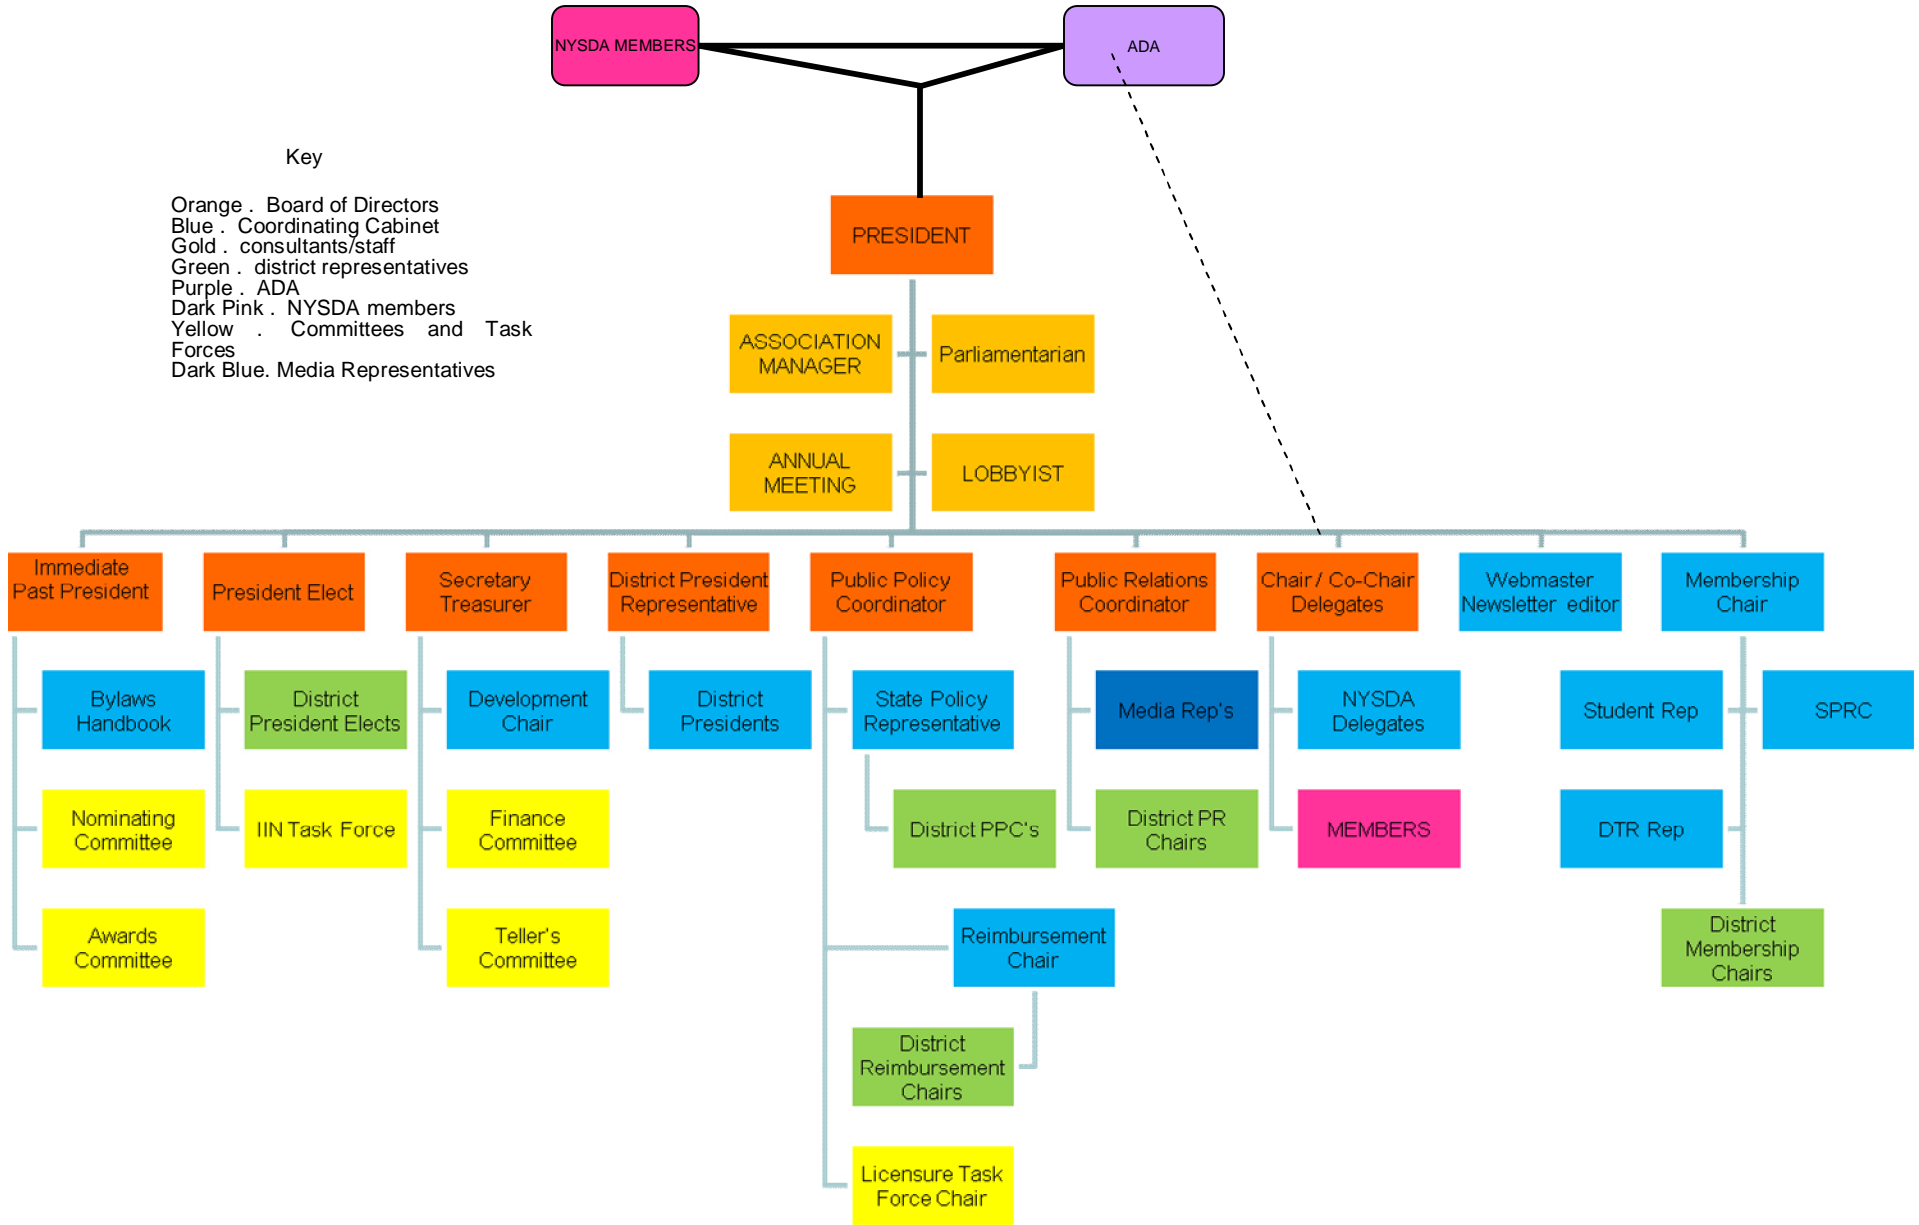 NYSDA MEMBERS
ADA
Key
Orange . Board of Directors
Blue . Coordinating Cabinet
Gold . consultants/staff
Green . district representatives
Purple . ADA
Dark Pink . NYSDA members
Yellow . Committees and Task
Forces
Dark Blue. Media Representatives
PRESIDENT
ASSOCIATION
MANAGER
Parliamentarian
ANNUAL
MEETING
LOBBYIST
Immediate
Past President
President Elect
Secretary
Treasurer
District President
Representative
Public Policy
Coordinator
Public Relations
Coordinator
Chair / Co-Chair
Delegates
Webmaster
Newsletter editor
Membership
Chair
Bylaws
Handbook
District
President Elects
Development
Chair
District
Presidents
State Policy
Representative
Media Rep's
NYSDA
Delegates
Student Rep
SPRC
Nominating
Committee
IIN Task Force
Finance
Committee
District PPC's
District PR
Chairs
MEMBERS
DTR Rep
Awards
Committee
Teller's
Committee
Reimbursement
Chair
District
Membership
Chairs
District
Reimbursement
Chairs
Licensure Task
Force Chair